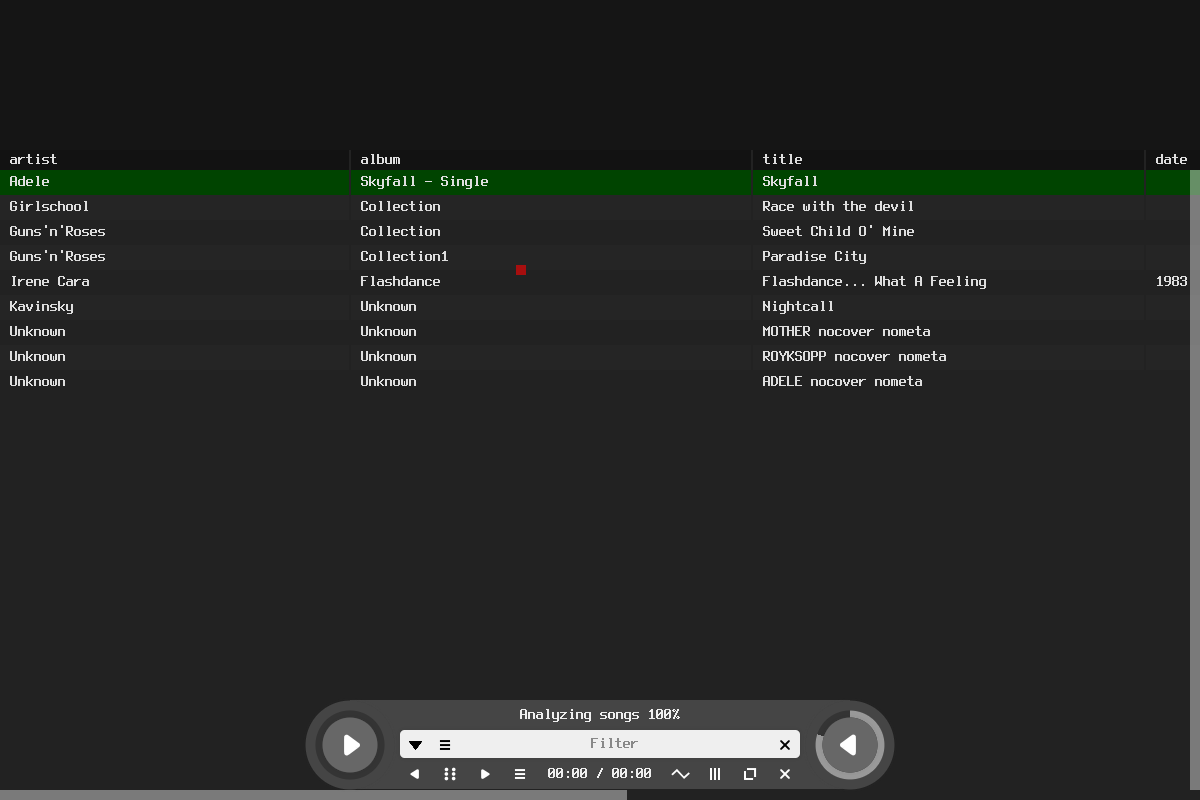 artist album title date
Adele Skyfall - Single Skyfall
Girlschool Collection Race with the devil
Guns'n'Roses Collection Sweet Child O' Mine
Guns'n'Roses Collection1 Paradise City
Irene Cara Flashdance Flashdance... What A Feeling 1983
Kavinsky Unknown Nightcall
Unknown Unknown MOTHER nocover nometa
Unknown Unknown ROYKSOPP nocover nometa
Unknown Unknown ADELE nocover nometa
Analyzing songs 100%
Filter
00:00 / 00:00